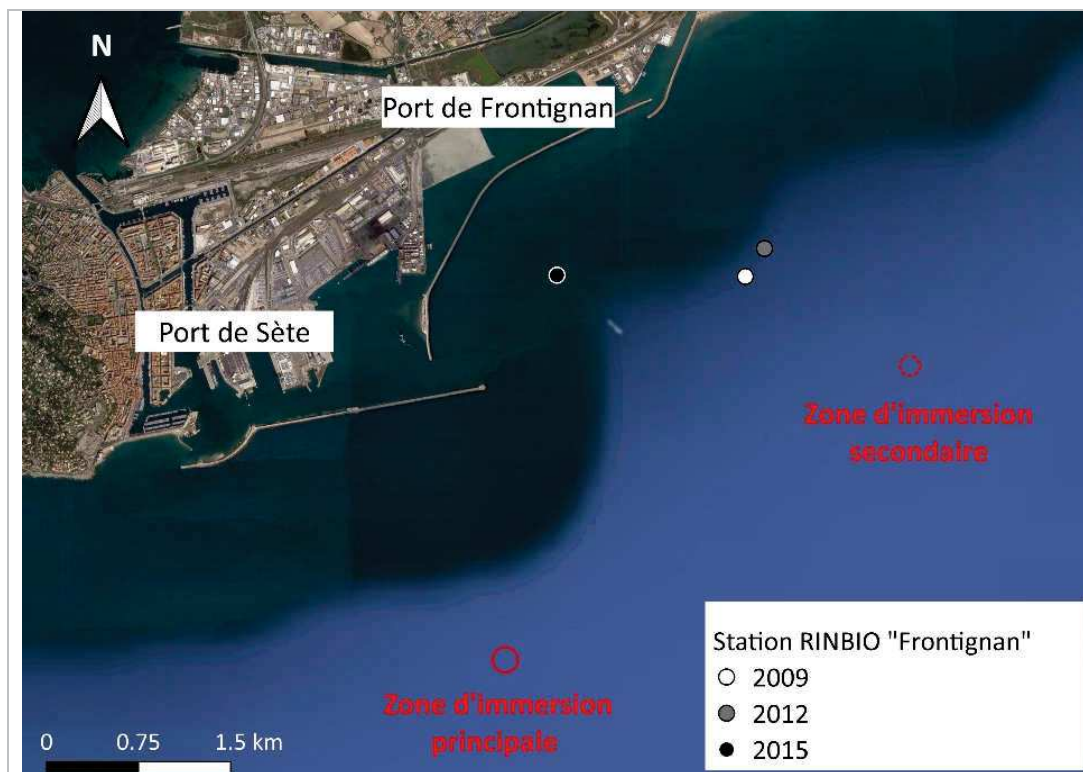 N
Port de Frontignan
Port de Sète
Zone d'immersion
secondaire
Zone d'immersion
principale
Station RINBIO "Frontignan"
2009
2012
2015
0 0.75 1.5 km